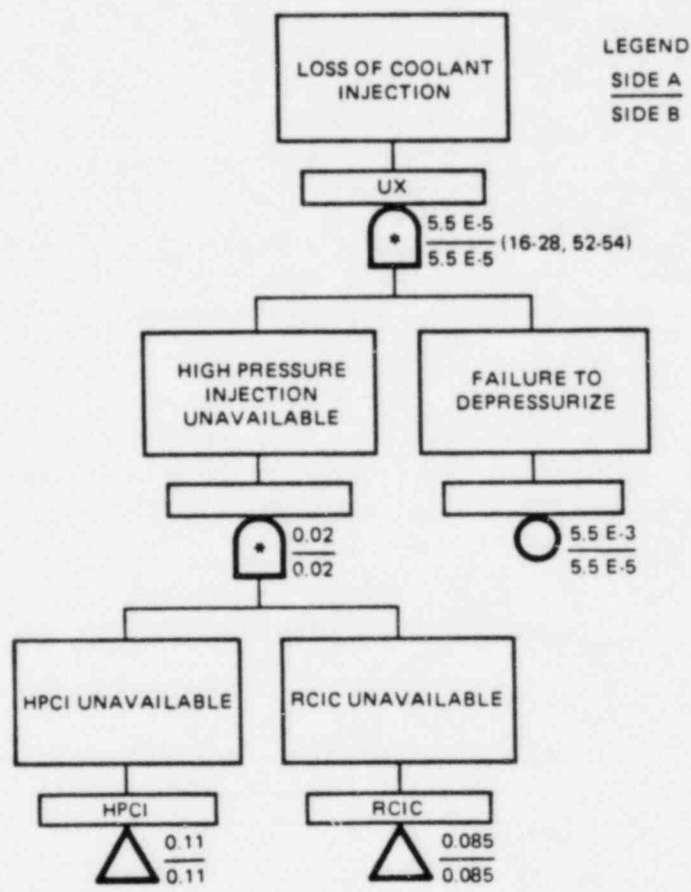 LOSS OF COOLANT
INJECTION
LEGEND
SIDE A
SIDE B
UX
*
5.5 E-5
5.5 E-5
(16-28, 52-54)
HIGH PRESSURE
INJECTION
UNAVAILABLE
FAILURE TO
DEPRESSURIZE
*
0.02
0.02
5.5 E-3
5.5 E-5
HPCI UNAVAILABLE
RCIC UNAVAILABLE
HPCI
0.11
0.11
RCIC
0.085
0.085